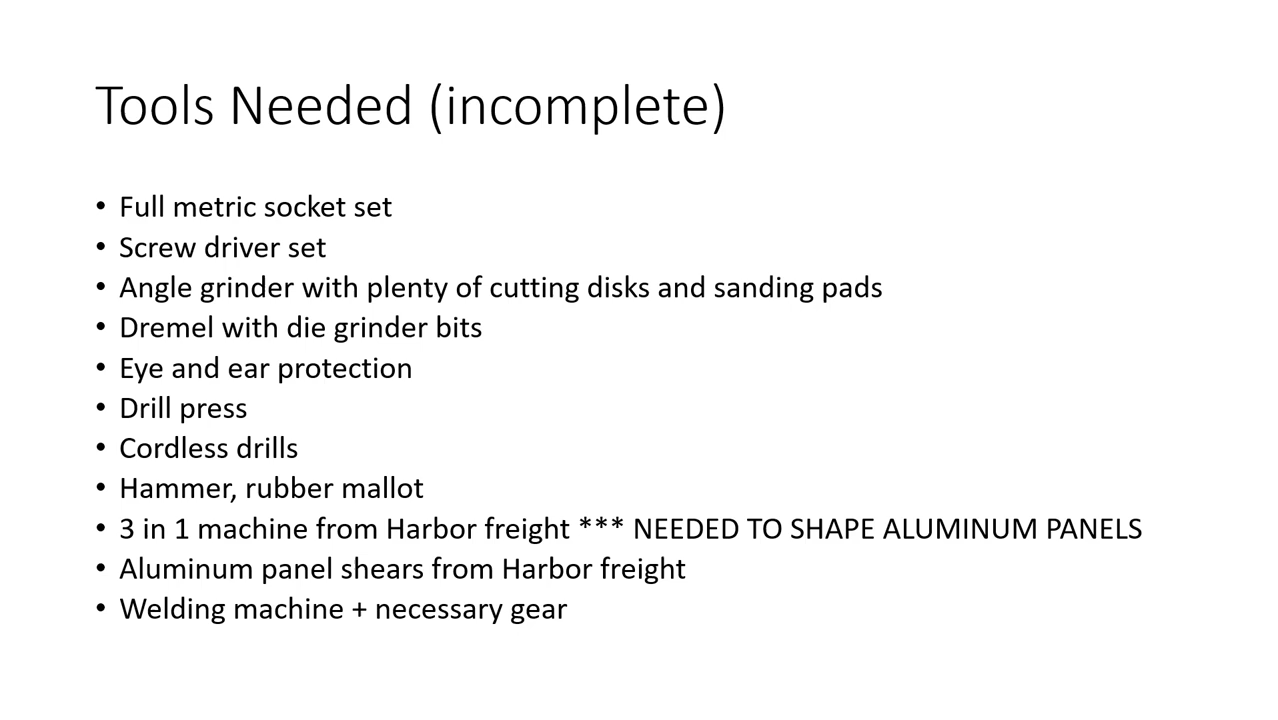 Tools Needed (incomplete)
• Full metric socket set
• Screw driver set
• Angle grinder with plenty of cutting disks and sanding pads
• Dremel with die grinder bits
• Eye and ear protection
• Drill press
• Cordless drills
• Hammer, rubber mallot
• 3 in 1 machine from Harbor freight *** NEEDED TO SHAPE ALUMINUM PANELS
• Aluminum panel shears from Harbor freight
• Welding machine + necessary gear